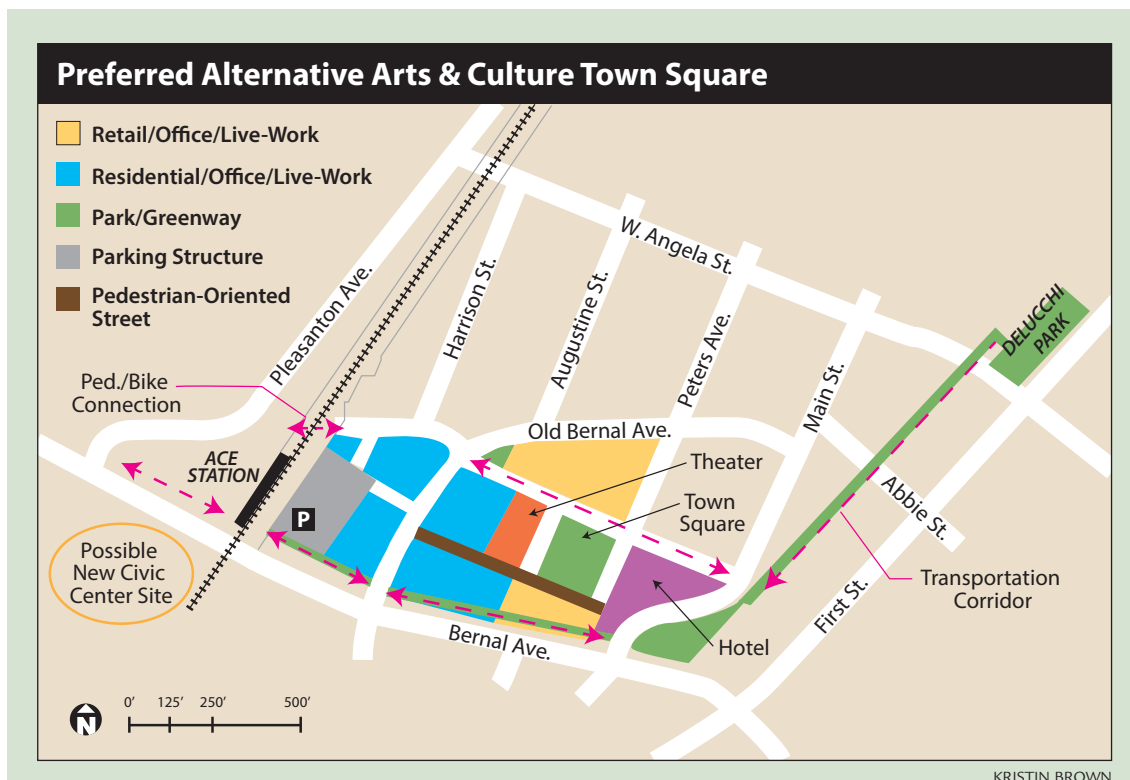 Preferred Alternative Arts & Culture Town Square
Retail/Office/Live-Work
Residential/Office/Live-Work
Park/Greenway
Parking Structure
Pedestrian-Oriented
Street
Pleasanton Ave.
Harrison St.
Augustine St.
W. Angela St.
Peters Ave.
Main St.
DELUCCHI
PARK
Ped./Bike
Connection
Old Bernal Ave.
ACE
STATION
P
Theater
Town
Square
Abbie St.
Possible
New Civic
Center Site
Transportation
Corridor
First St.
Bernal Ave.
Hotel
N
0'
125'
250'
500'
KRISTIN BROWN